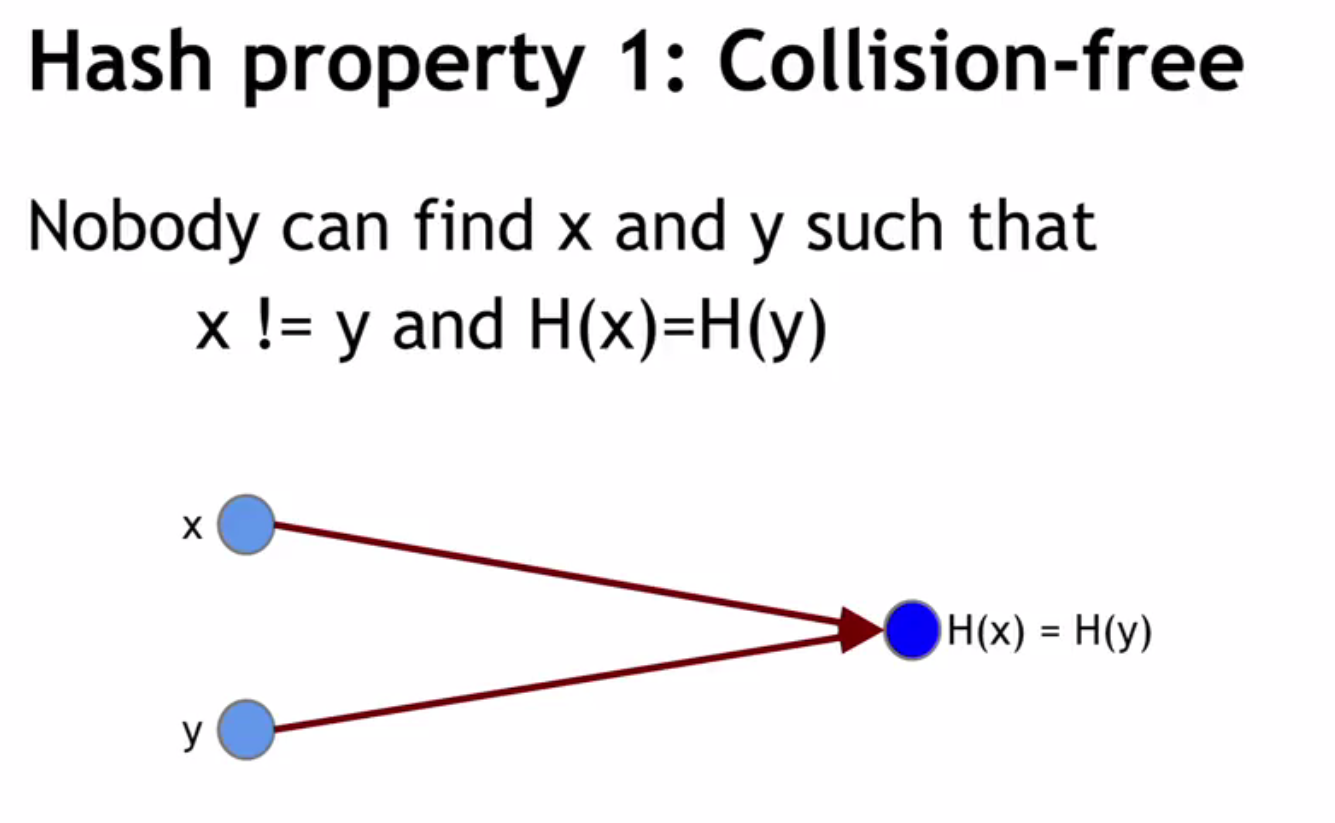 Hash property 1: Collision-free
Nobody can find x and y such that
x != y and H(x)=H(y)
x
H(x) = H(y)
y